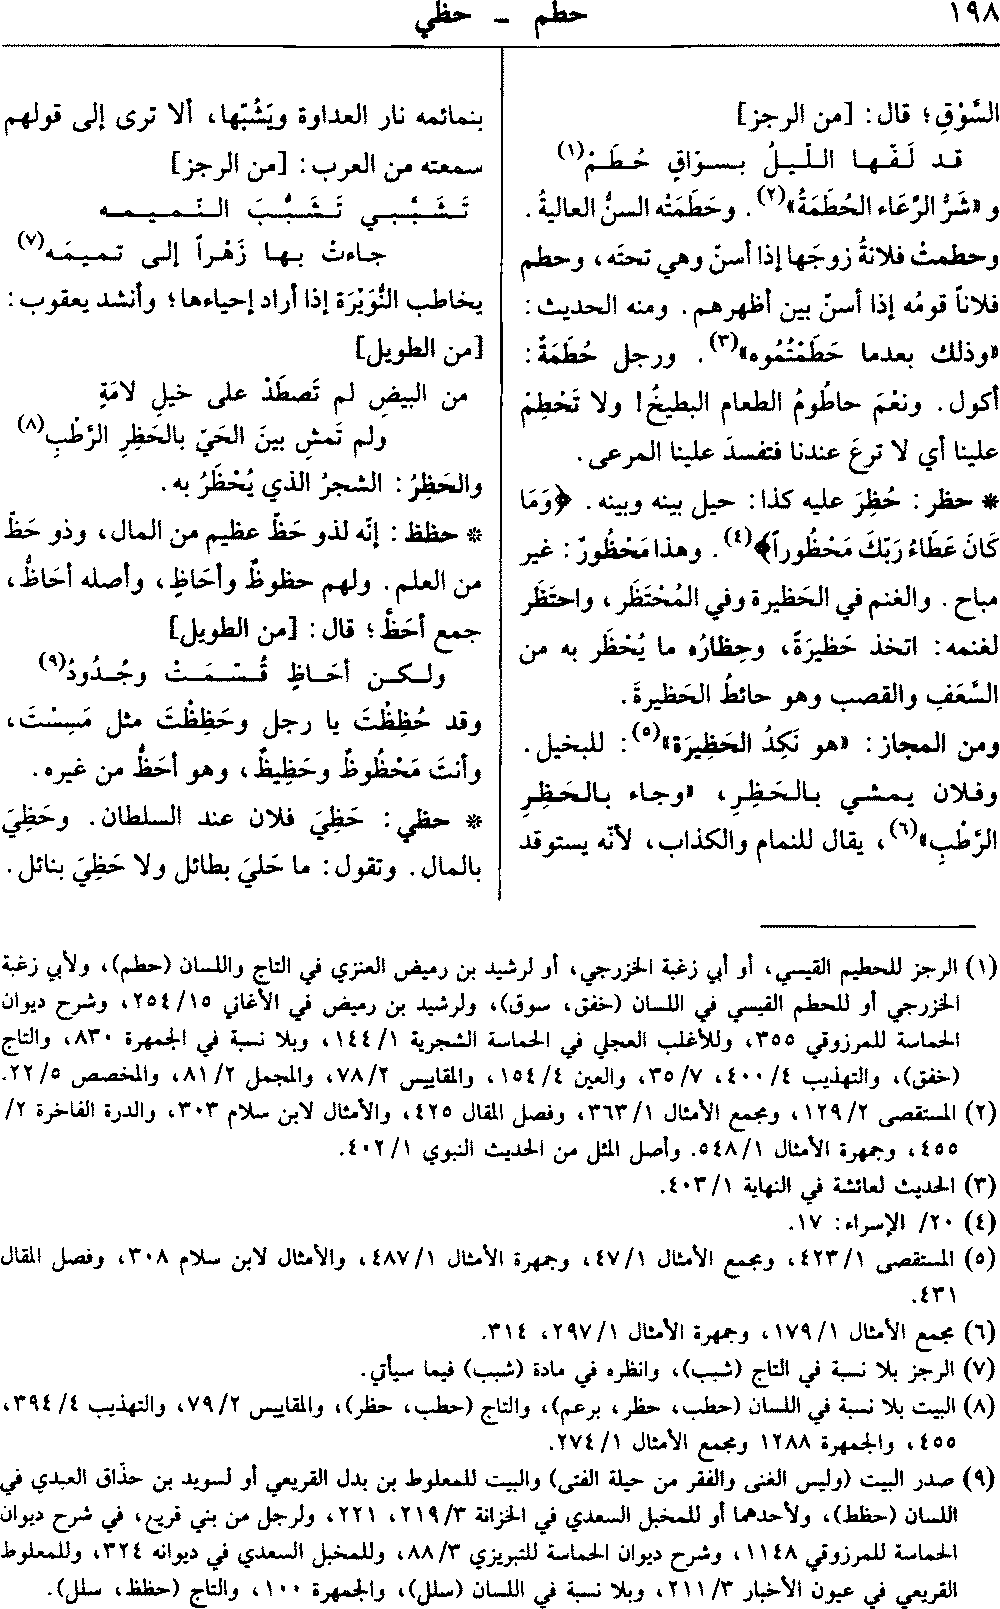 ١٩٨
حطم - حظي
السَّوْقِ؛ قال: [من الرجز]
قد لَفّها اللّيلُ بسوّاقٍ حُطَمْ(١)
و «شَرُّ الرِّعَاء الحُطَمَةُ»(٢). وحَطَمَتْه السنُّ العاليةُ.
وحطمتْ فلانةُ زوجَها إذا أسنّ وهي تحتَه، وحطم
فلاناً قومُه إذا أسنّ بين أظهرهم. ومنه الحديث:
«وذلك بعدما حَطَمْتُمُوه»(٣). ورجل حُطَمَةٌ:
أكول. ونعْمَ حاطُومُ الطعام البطيخُ! ولا تَحْطِمْ
علينا أي لا ترعَ عندنا فتفسدَ علينا المرعى.
* حظر: حُظِرَ عليه كذا: حيل بينه وبينه. ﴿وَمَا
كَانَ عَطَاءُ رَبِّكَ مَحْظُوراً﴾(٤). وهذا مَحْظُورٌ: غير
مباح. والغنم في الحَظيرة وفي المُحْتَظَر، واحتَظَر
لغنمه: اتخذ حَظيرَةً، وحِظارُه ما يُحْظَر به من
السَّعَفِ والقصب وهو حائطُ الحَظيرةَ.
ومن المجاز: «هو نَكِدُ الحَظِيرَة»(٥): للبخيل.
وفلان يمشي بالحَظِرِ، «وجاء بالحَظِرِ
الرَّطْبِ»(٦)، يقال للنمام والكذاب، لأنّه يستوقد
بنمائمه نار العداوة ويَشُبّها، ألا ترى إلى قولهم
سمعته من العرب: [من الرجز]
تَشَبَّبي تَشَبُّبَ النّميمه
جاءتْ بها زَهْراً إلى تميمَه(٧)
يخاطب النُّوَيْرَة إذا أراد إحياءها؛ وأنشد يعقوب:
[من الطويل]
من البيضِ لم تَصطَدْ على خيلِ لامَةٍ
ولم تَمشِ بينَ الحَيّ بالحَظِرِ الرَّطْبِ(٨)
والحَظِرُ: الشجرُ الذي يُحْظَرُ به.
* حظظ: إنّه لذو حَظّ عظيم من المال، وذو حَظّ
من العلم. ولهم حظوظٌ وأحَاظٍ، وأصله أحَاظُّ،
جمع أحَظٍّ؛ قال: [من الطويل]
ولكن أحَاظٍ قُسّمَتْ وجُدُودُ(٩)
وقد حُظِظْتَ يا رجل وحَظِظْتَ مثل مَسِسْتَ،
وأنتَ مَحْظُوظٌ وحَظِيظٌ، وهو أحَظُّ من غيره.
* حظي: حَظِيَ فلان عند السلطان. وحَظِيَ
بالمال. وتقول: ما حَلِيَ بطائل ولا حَظِيَ بنائل.
(١) الرجز للحطيم القيسي، أو أبي زغبة الخزرجي، أو لرشيد بن رميض العنزي في التاج واللسان (حطم)، ولأبي زغبة
الخزرجي أو للحطم القيسي في اللسان (خفق، سوق)، ولرشيد بن رميض في الأغاني ٢٥٤/١٥، وشرح ديوان
الحماسة للمرزوقي ٣٥٥، وللأغلب العجلي في الحماسة الشجرية ١٤٤/١، وبلا نسبة في الجمهرة ٨٣٠، والتاج
(خفق)، والتهذيب ٤٠٠/٤، ٣٥/٧، والعين ١٥٤/٤، والمقاييس ٧٨/٢، والمجمل ٨١/٢، والمخصص ٢٢/٥.
(٢) المستقصى ١٢٩/٢، ومجمع الأمثال ٣٦٣/١، وفصل المقال ٤٢٥، والأمثال لابن سلام ٣٠٣، والدرة الفاخرة ٢/
٤٥٥، وجمهرة الأمثال ٥٤٨/١. وأصل المثل من الحديث النبوي ٤٠٢/١.
(٣) الحديث لعائشة في النهاية ٤٠٣/١.
(٤) ٢٠/ الإسراء: ١٧.
(٥) المستقصى ٤٢٣/١، ومجمع الأمثال ٤٧/١، وجمهرة الأمثال ٤٨٧/١، والأمثال لابن سلام ٣٠٨، وفصل المقال
٤٣١.
(٦) مجمع الأمثال ١٧٩/١، وجمهرة الأمثال ٢٩٧/١، ٣١٤.
(٧) الرجز بلا نسبة في التاج (شبب)، وانظره في مادة (شبب) فيما سيأتي.
(٨) البيت بلا نسبة في اللسان (حطب، حظر، برعم)، والتاج (حطب، حظر)، والمقاييس ٧٩/٢، والتهذيب ٣٩٤/٤،
٤٥٥، والجمهرة ١٢٨٨ ومجمع الأمثال ٢٧٤/١.
(٩) صدر البيت (وليس الغنى والفقر من حيلة الفتى) والبيت للمعلوط بن بدل القريعي أو لسويد بن حذّاق العبدي في
اللسان (حظظ)، ولأحدهما أو للمخبل السعدي في الخزانة ٢١٩/٣، ٢٢١، ولرجل من بني قريع، في شرح ديوان
الحماسة للمرزوقي ١١٤٨، وشرح ديوان الحماسة للتبريزي ٨٨/٣، وللمخبل السعدي في ديوانه ٣٢٤، وللمعلوط
القريعي في عيون الأخبار ٢١١/٣، وبلا نسبة في اللسان (سلل)، والجمهرة ١٠٠، والتاج (حظظ، سلل).